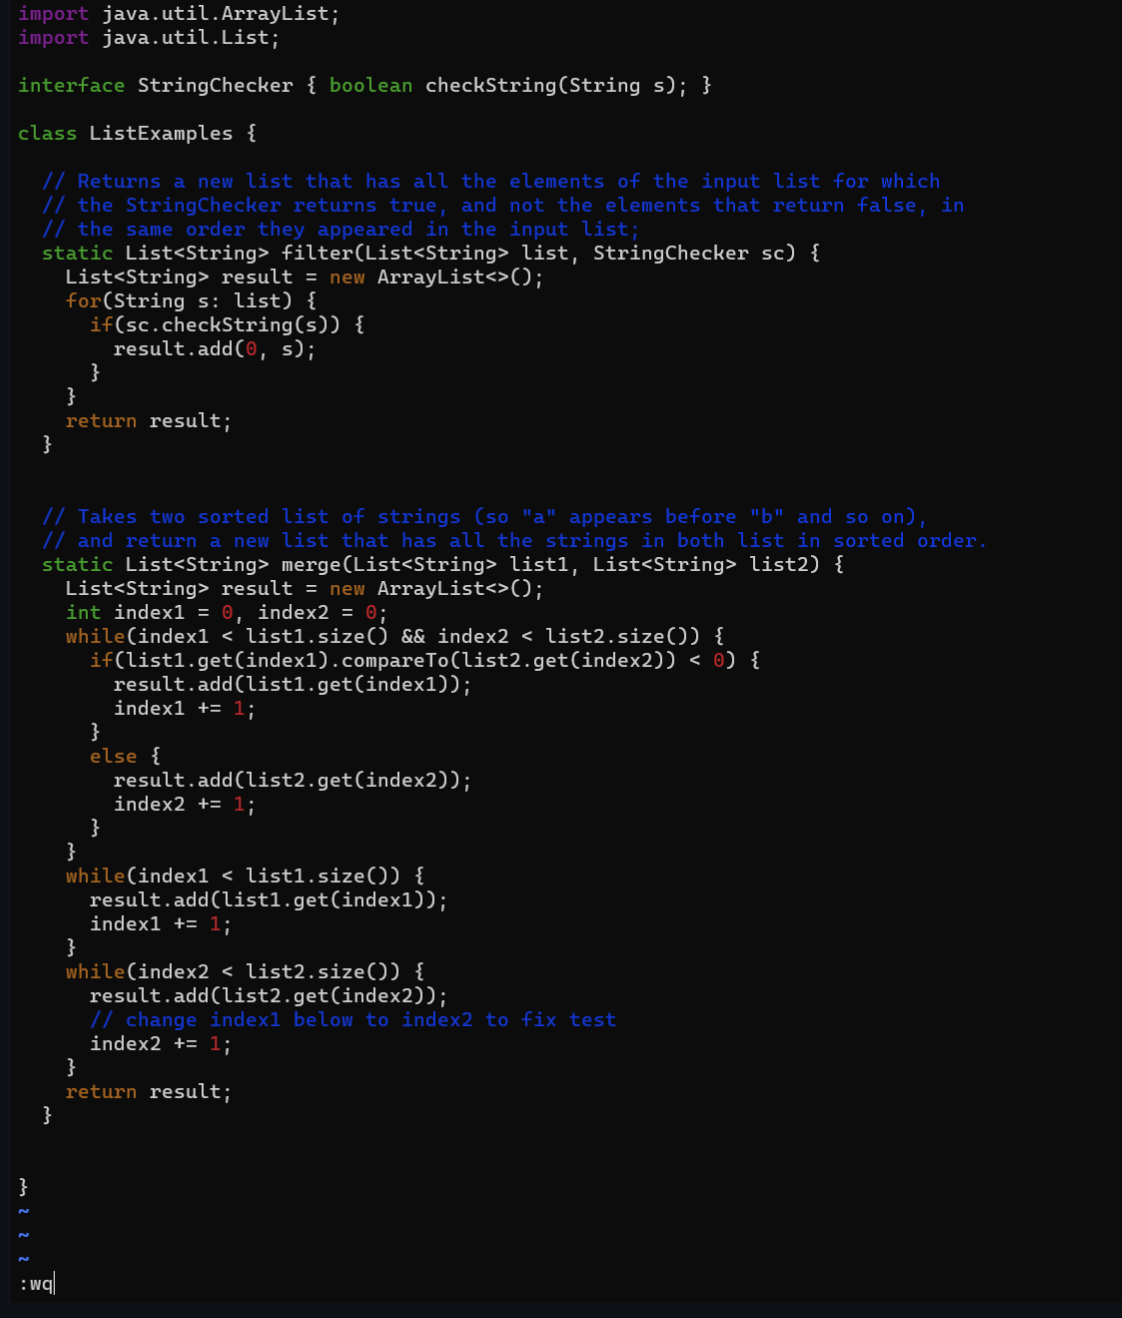 import java.util.ArrayList;
import java.util.List;

interface StringChecker { boolean checkString(String s); }

class ListExamples {

  // Returns a new list that has all the elements of the input list for which
  // the StringChecker returns true, and not the elements that return false, in
  // the same order they appeared in the input list;
  static List<String> filter(List<String> list, StringChecker sc) {
    List<String> result = new ArrayList<>();
    for(String s: list) {
      if(sc.checkString(s)) {
        result.add(0, s);
      }
    }
    return result;
  }


  // Takes two sorted list of strings (so "a" appears before "b" and so on),
  // and return a new list that has all the strings in both list in sorted order.
  static List<String> merge(List<String> list1, List<String> list2) {
    List<String> result = new ArrayList<>();
    int index1 = 0, index2 = 0;
    while(index1 < list1.size() && index2 < list2.size()) {
      if(list1.get(index1).compareTo(list2.get(index2)) < 0) {
        result.add(list1.get(index1));
        index1 += 1;
      }
      else {
        result.add(list2.get(index2));
        index2 += 1;
      }
    }
    while(index1 < list1.size()) {
      result.add(list1.get(index1));
      index1 += 1;
    }
    while(index2 < list2.size()) {
      result.add(list2.get(index2));
      // change index1 below to index2 to fix test
      index2 += 1;
    }
    return result;
  }


}
~
~
~
:wq